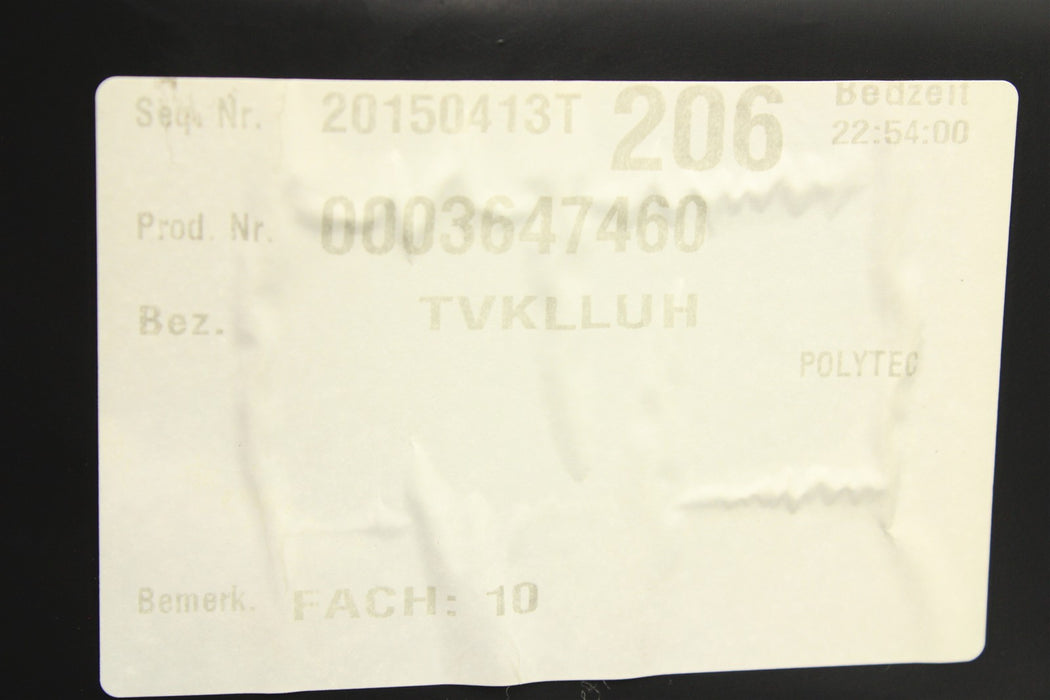 Seq. Nr. 20150413T 206 Bedzeit
22:54:00
Prod. Nr. 0003647460
Bez. TVKLLUH
POLYTEC
Bemerk. FACH: 10